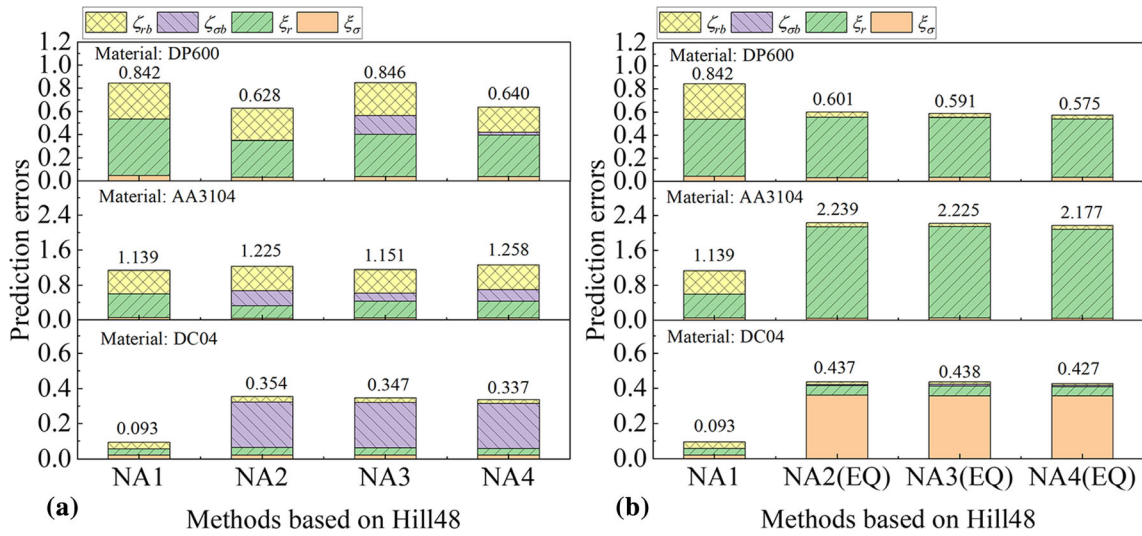 ζrb ζσb ξr ξσ
Material: DP600
1.2
1.0
0.8
0.6
0.4
0.2
0.0
0.842 0.628 0.846 0.640
Material: AA3104
2.4
1.6
0.8
0.0
1.139 1.225 1.151 1.258
Material: DC04
0.6
0.4
0.2
0.0
0.093 0.354 0.347 0.337
Prediction errors
NA1 NA2 NA3 NA4
(a)
Methods based on Hill48
ζrb ζσb ξr ξσ
Material: DP600
1.2
1.0
0.8
0.6
0.4
0.2
0.0
0.842 0.601 0.591 0.575
Material: AA3104
2.4
1.6
0.8
0.0
1.139 2.239 2.225 2.177
Material: DC04
0.6
0.4
0.2
0.0
0.093 0.437 0.438 0.427
Prediction errors
NA1 NA2(EQ) NA3(EQ) NA4(EQ)
(b)
Methods based on Hill48